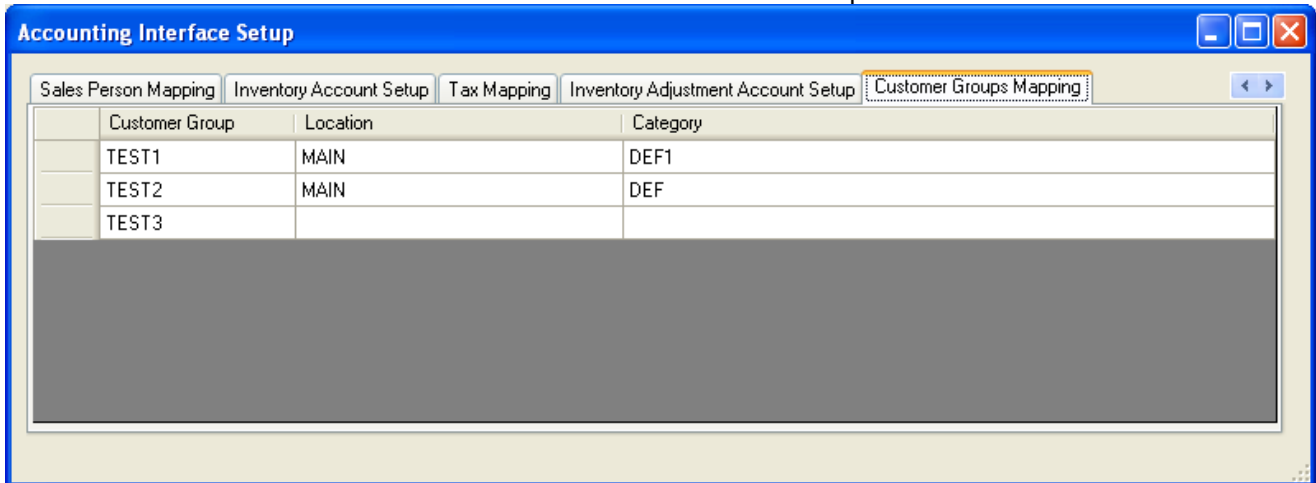 Accounting Interface Setup
Sales Person Mapping Inventory Account Setup Tax Mapping Inventory Adjustment Account Setup Customer Groups Mapping
Customer Group Location Category
TEST1 MAIN DEF1
TEST2 MAIN DEF
TEST3